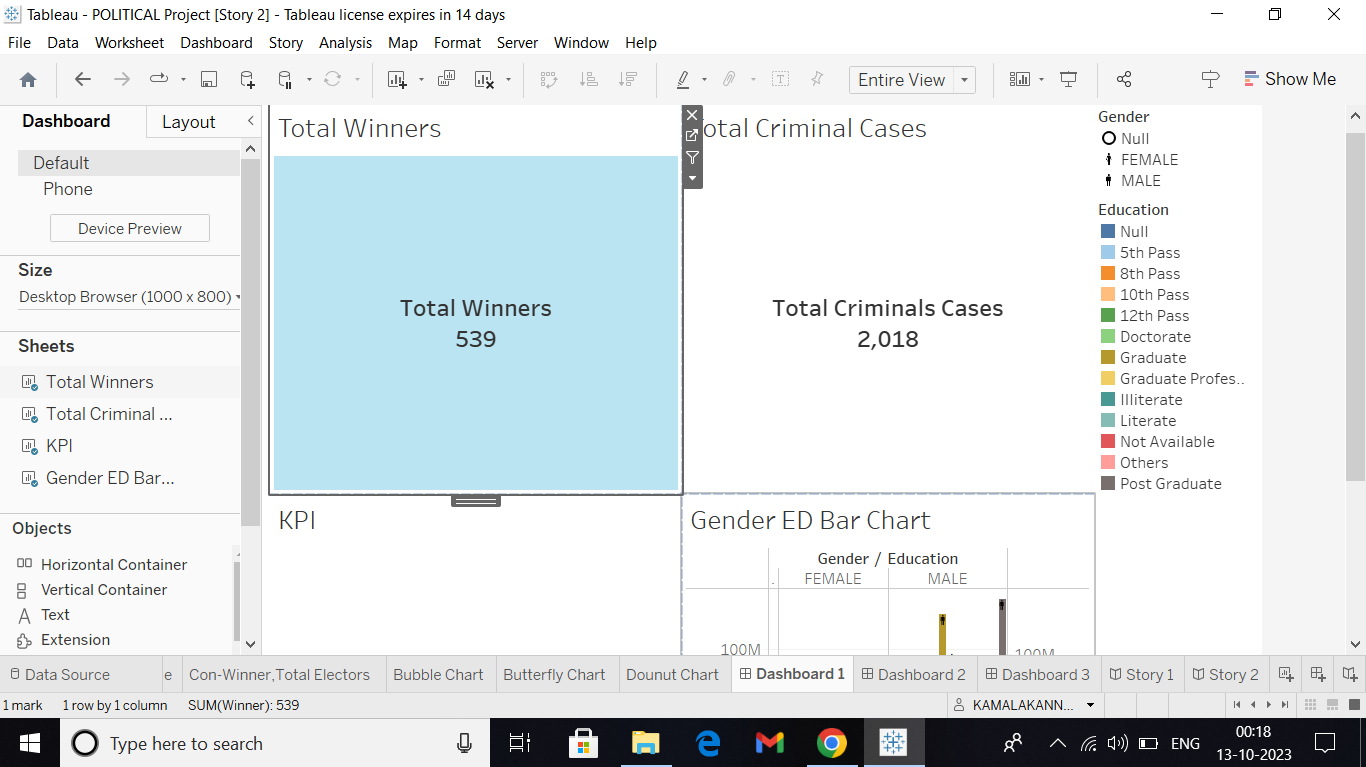 Tableau - POLITICAL Project [Story 2] - Tableau license expires in 14 days
File Data Worksheet Dashboard Story Analysis Map Format Server Window Help
Entire View
Show Me
Dashboard
Layout
Default
Phone
Device Preview
Size
Desktop Browser (1000 x 800)
Sheets
Total Winners
Total Criminal ...
KPI
Gender ED Bar...
Objects
Horizontal Container
Vertical Container
Text
Extension
Total Winners
Total Winners
539
otal Criminal Cases
Total Criminals Cases
2,018
KPI
Gender ED Bar Chart
Gender / Education
. FEMALE MALE
100M
100M
Gender
Null
FEMALE
MALE
Education
Null
5th Pass
8th Pass
10th Pass
12th Pass
Doctorate
Graduate
Graduate Profes..
Illiterate
Literate
Not Available
Others
Post Graduate
Data Source e Con-Winner,Total Electors Bubble Chart Butterfly Chart Dounut Chart Dashboard 1 Dashboard 2 Dashboard 3 Story 1 Story 2
1 mark 1 row by 1 column SUM(Winner): 539 KAMALAKANN...
Type here to search
ENG
00:18
13-10-2023